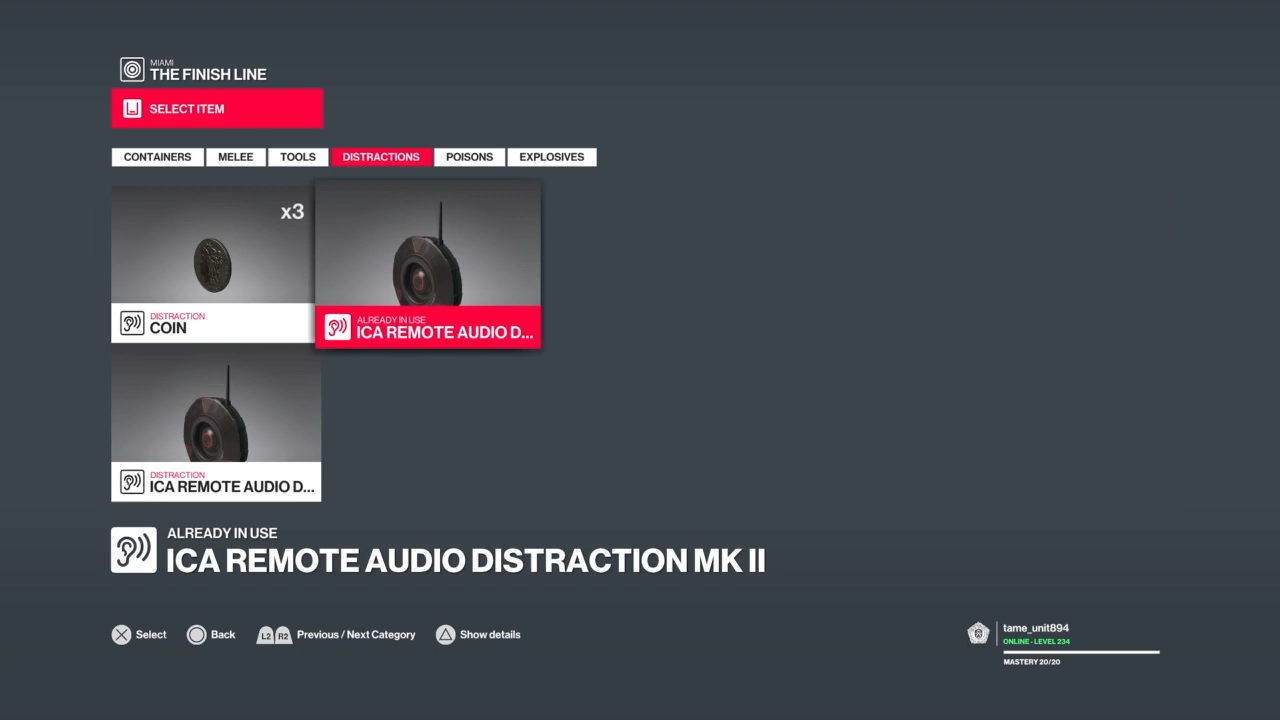 MIAMI
THE FINISH LINE
SELECT ITEM
CONTAINERS MELEE TOOLS DISTRACTIONS POISONS EXPLOSIVES
x3
DISTRACTION
COIN
ALREADY IN USE
ICA REMOTE AUDIO D...
DISTRACTION
ICA REMOTE AUDIO D...
ALREADY IN USE
ICA REMOTE AUDIO DISTRACTION MK II
Select Back L2 R2 Previous / Next Category Show details
tame_unit894
ONLINE - LEVEL 234
MASTERY 20/20